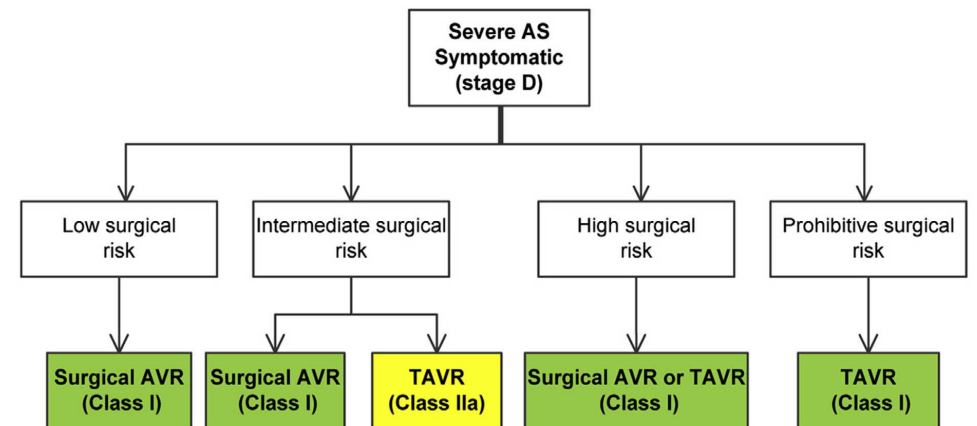 Severe AS
Symptomatic
(stage D)
Low surgical
risk
Intermediate surgical
risk
High surgical
risk
Prohibitive surgical
risk
Surgical AVR
(Class I)
Surgical AVR
(Class I)
TAVR
(Class IIa)
Surgical AVR or TAVR
(Class I)
TAVR
(Class I)